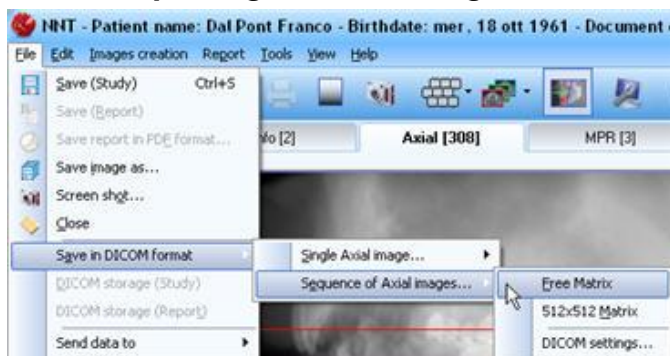 NNT - Patient name: Dal Pont Franco - Birthdate: mer, 18 ott 1961 - Document
File Edit Images creation Report Tools View Help
Save (Study) Ctrl+S
Save (Report)
Save report in PDF format...
Save image as...
Screen shot...
Close
Save in DICOM format
DICOM storage (Study)
DICOM storage (Report)
Send data to
nfo [2] Axial [308] MPR [3]
Single Axial image...
Sequence of Axial images...
Free Matrix
512x512 Matrix
DICOM settings...